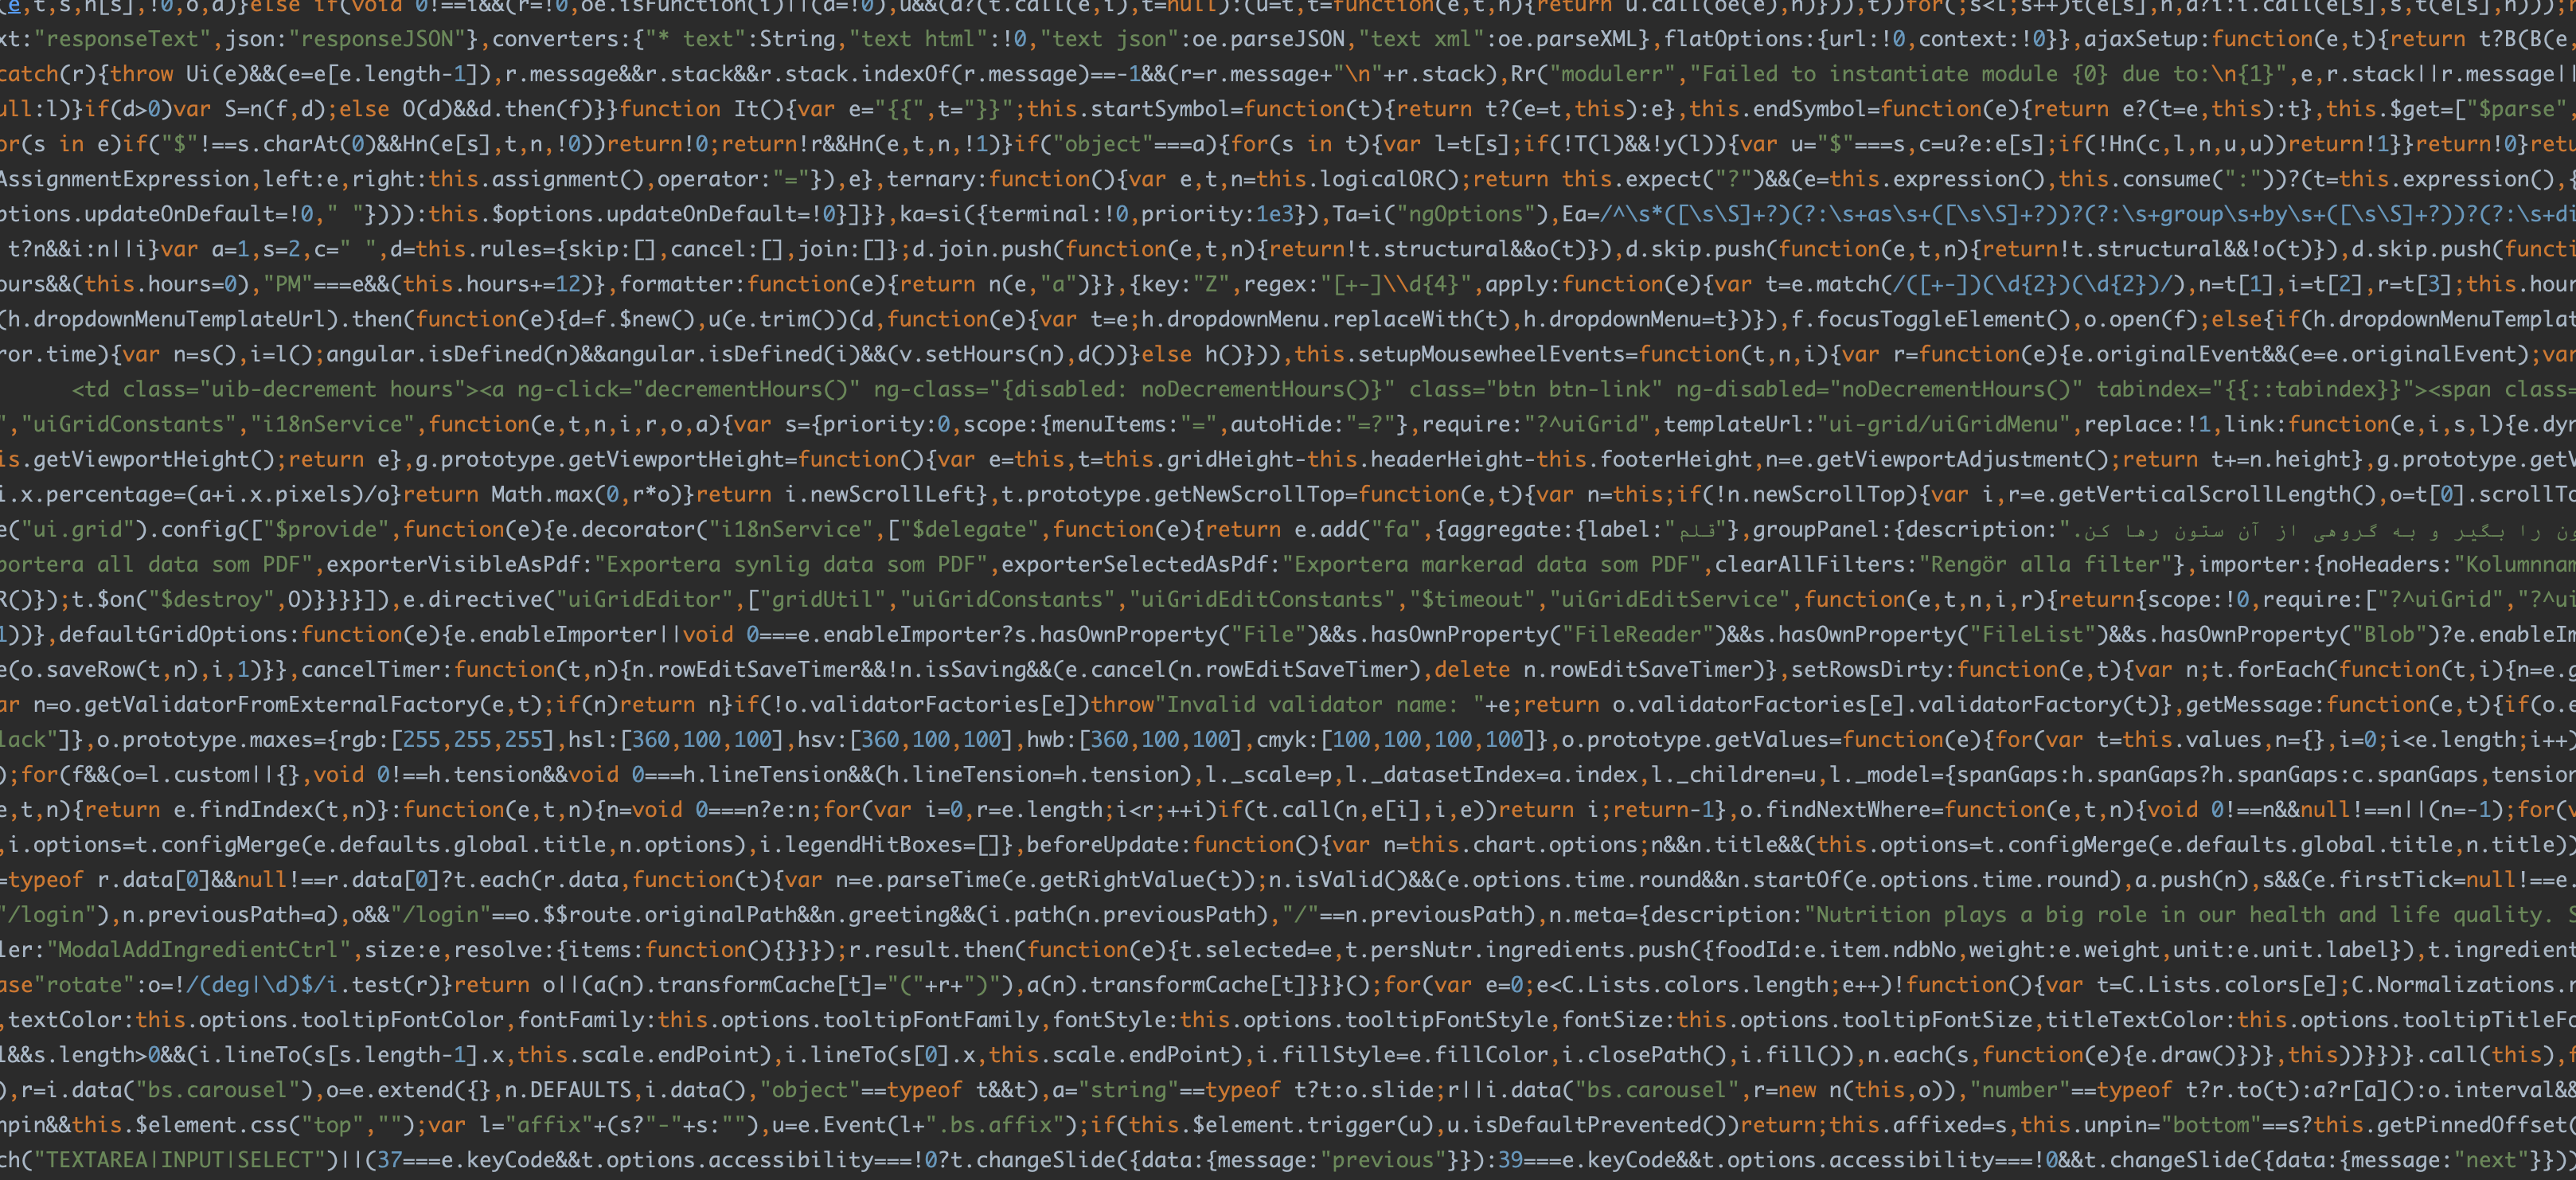 (e,t,s,h[s],!0,o,a)}else if(void 0!==i&&(r=!0,oe.isFunction(i)||(a=!0),u&&(a?(t.call(e,i),t=null):(u=t,t=function(e,t,n){return u.call(oe(e),n)})),t))for(;s<l;s++)t(e[s],n,a?i:i.call(e[s],s,t(e[s],n)));
xt:"responseText",json:"responseJSON"},converters:{"* text":String,"text html":!0,"text json":oe.parseJSON,"text xml":oe.parseXML},flatOptions:{url:!0,context:!0}},ajaxSetup:function(e,t){return t?B(B(e,
catch(r){throw Ui(e)&&(e=e[e.length-1]),r.message&&r.stack&&r.stack.indexOf(r.message)==-1&&(r=r.message+"\n"+r.stack),Rr("modulerr","Failed to instantiate module {0} due to:\n{1}",e,r.stack||r.message||
ull:l)}if(d>0)var S=n(f,d);else O(d)&&d.then(f)}}function It(){var e="{{",t="}}";this.startSymbol=function(t){return t?(e=t,this):e},this.endSymbol=function(e){return e?(t=e,this):t},this.$get=["$parse",
or(s in e)if("$"!==s.charAt(0)&&Hn(e[s],t,n,!0))return!0;return!r&&Hn(e,t,n,!1)}if("object"===a){for(s in t){var l=t[s];if(!T(l)&&!y(l)){var u="$"===s,c=u?e:e[s];if(!Hn(c,l,n,u,u))return!1}}return!0}retu
AssignmentExpression,left:e,right:this.assignment(),operator:"="}),e},ternary:function(){var e,t,n=this.logicalOR();return this.expect("?")&&(e=this.expression(),this.consume(":"))?(t=this.expression(),{
ptions.updateOnDefault=!0," "}))):this.$options.updateOnDefault=!0}]}},ka=si({terminal:!0,priority:1e3}),Ta=i("ngOptions"),Ea=/^\s*([\s\S]+?)(?:\s+as\s+([\s\S]+?))?(?:\s+group\s+by\s+([\s\S]+?))?(?:\s+di
t?n&&i:n||i}var a=1,s=2,c=" ",d=this.rules={skip:[],cancel:[],join:[]};d.join.push(function(e,t,n){return!t.structural&&o(t)}),d.skip.push(function(e,t,n){return!t.structural&&!o(t)}),d.skip.push(functi
ours&&(this.hours=0),"PM"===e&&(this.hours+=12)},formatter:function(e){return n(e,"a")}},{key:"Z",regex:"[+-]\\d{4}",apply:function(e){var t=e.match(/([+-])(\d{2})(\d{2})/),n=t[1],i=t[2],r=t[3];this.hour
(h.dropdownMenuTemplateUrl).then(function(e){d=f.$new(),u(e.trim())(d,function(e){var t=e;h.dropdownMenu.replaceWith(t),h.dropdownMenu=t})}),f.focusToggleElement(),o.open(f);else{if(h.dropdownMenuTemplat
ror.time){var n=s(),i=l();angular.isDefined(n)&&angular.isDefined(i)&&(v.setHours(n),d())}else h()})),this.setupMousewheelEvents=function(t,n,i){var r=function(e){e.originalEvent&&(e=e.originalEvent);var
<td class="uib-decrement hours"><a ng-click="decrementHours()" ng-class="{disabled: noDecrementHours()}" class="btn btn-link" ng-disabled="noDecrementHours()" tabindex="{{::tabindex}}"><span class=
","uiGridConstants","i18nService",function(e,t,n,i,r,o,a){var s={priority:0,scope:{menuItems:"=",autoHide:"=?"},require:"?^uiGrid",templateUrl:"ui-grid/uiGridMenu",replace:!1,link:function(e,i,s,l){e.dyn
is.getViewportHeight();return e},g.prototype.getViewportHeight=function(){var e=this,t=this.gridHeight-this.headerHeight-this.footerHeight,n=e.getViewportAdjustment();return t+=n.height},g.prototype.getV
i.x.percentage=(a+i.x.pixels)/o}return Math.max(0,r*o)}return i.newScrollLeft},t.prototype.getNewScrollTop=function(e,t){var n=this;if(!n.newScrollTop){var i,r=e.getVerticalScrollLength(),o=t[0].scrollTo
e("ui.grid").config(["$provide",function(e){e.decorator("i18nService",["$delegate",function(e){return e.add("fa",{aggregate:{label:"قلم"},groupPanel:{description:"ون را بگیر و به گروهی از آن ستون رها کن.
portera all data som PDF",exporterVisibleAsPdf:"Exportera synlig data som PDF",exporterSelectedAsPdf:"Exportera markerad data som PDF",clearAllFilters:"Rengör alla filter"},importer:{noHeaders:"Kolumnnam
R()});t.$on("$destroy",O)}}}}]),e.directive("uiGridEditor",["gridUtil","uiGridConstants","uiGridEditConstants","$timeout","uiGridEditService",function(e,t,n,i,r){return{scope:!0,require:["?^uiGrid","?^ui
l))},defaultGridOptions:function(e){e.enableImporter||void 0===e.enableImporter?s.hasOwnProperty("File")&&s.hasOwnProperty("FileReader")&&s.hasOwnProperty("FileList")&&s.hasOwnProperty("Blob")?e.enableIm
e(o.saveRow(t,n),i,1)}},cancelTimer:function(t,n){n.rowEditSaveTimer&&!n.isSaving&&(e.cancel(n.rowEditSaveTimer),delete n.rowEditSaveTimer)},setRowsDirty:function(e,t){var n;t.forEach(function(t,i){n=e.g
ar n=o.getValidatorFromExternalFactory(e,t);if(n)return n}if(!o.validatorFactories[e])throw"Invalid validator name: "+e;return o.validatorFactories[e].validatorFactory(t)},getMessage:function(e,t){if(o.e
lack"]},o.prototype.maxes={rgb:[255,255,255],hsl:[360,100,100],hsv:[360,100,100],hwb:[360,100,100],cmyk:[100,100,100,100]},o.prototype.getValues=function(e){for(var t=this.values,n={},i=0;i<e.length;i++)
);for(f&&(o=l.custom||{},void 0!==h.tension&&void 0===h.lineTension&&(h.lineTension=h.tension),l._scale=p,l._datasetIndex=a.index,l._children=u,l._model={spanGaps:h.spanGaps?h.spanGaps:c.spanGaps,tension
e,t,n){return e.findIndex(t,n)}:function(e,t,n){n=void 0===n?e:n;for(var i=0,r=e.length;i<r;++i)if(t.call(n,e[i],i,e))return i;return-1},o.findNextWhere=function(e,t,n){void 0!==n&&null!==n||(n=-1);for(v
,i.options=t.configMerge(e.defaults.global.title,n.options),i.legendHitBoxes=[]},beforeUpdate:function(){var n=this.chart.options;n&&n.title&&(this.options=t.configMerge(e.defaults.global.title,n.title))
=typeof r.data[0]&&null!==r.data[0]?t.each(r.data,function(t){var n=e.parseTime(e.getRightValue(t));n.isValid()&&(e.options.time.round&&n.startOf(e.options.time.round),a.push(n),s&&(e.firstTick=null!==e.
"/login"),n.previousPath=a),o&&"/login"==o.$$route.originalPath&&n.greeting&&(i.path(n.previousPath),"/"==n.previousPath),n.meta={description:"Nutrition plays a big role in our health and life quality. S
ler:"ModalAddIngredientCtrl",size:e,resolve:{items:function(){}}});r.result.then(function(e){t.selected=e,t.persNutr.ingredients.push({foodId:e.item.ndbNo,weight:e.weight,unit:e.unit.label}),t.ingredient
ase"rotate":o=!/(deg|\d)$/i.test(r)}return o||(a(n).transformCache[t]="("+r+")"),a(n).transformCache[t]}}}();for(var e=0;e<C.Lists.colors.length;e++)!function(){var t=C.Lists.colors[e];C.Normalizations.r
,textColor:this.options.tooltipFontColor,fontFamily:this.options.tooltipFontFamily,fontStyle:this.options.tooltipFontStyle,fontSize:this.options.tooltipFontSize,titleTextColor:this.options.tooltipTitleFo
l&&s.length>0&&(i.lineTo(s[s.length-1].x,this.scale.endPoint),i.lineTo(s[0].x,this.scale.endPoint),i.fillStyle=e.fillColor,i.closePath(),i.fill()),n.each(s,function(e){e.draw()})},this))}})}.call(this),f
),r=i.data("bs.carousel"),o=e.extend({},n.DEFAULTS,i.data(),"object"==typeof t&&t),a="string"==typeof t?t:o.slide;r||i.data("bs.carousel",r=new n(this,o)),"number"==typeof t?r.to(t):a?r[a]():o.interval&&
npin&&this.$element.css("top","");var l="affix"+(s?"-"+s:""),u=e.Event(l+".bs.affix");if(this.$element.trigger(u),u.isDefaultPrevented())return;this.affixed=s,this.unpin="bottom"==s?this.getPinnedOffset(
ch("TEXTAREA|INPUT|SELECT")||(37===e.keyCode&&t.options.accessibility===!0?t.changeSlide({data:{message:"previous"}}):39===e.keyCode&&t.options.accessibility===!0&&t.changeSlide({data:{message:"next"}}))